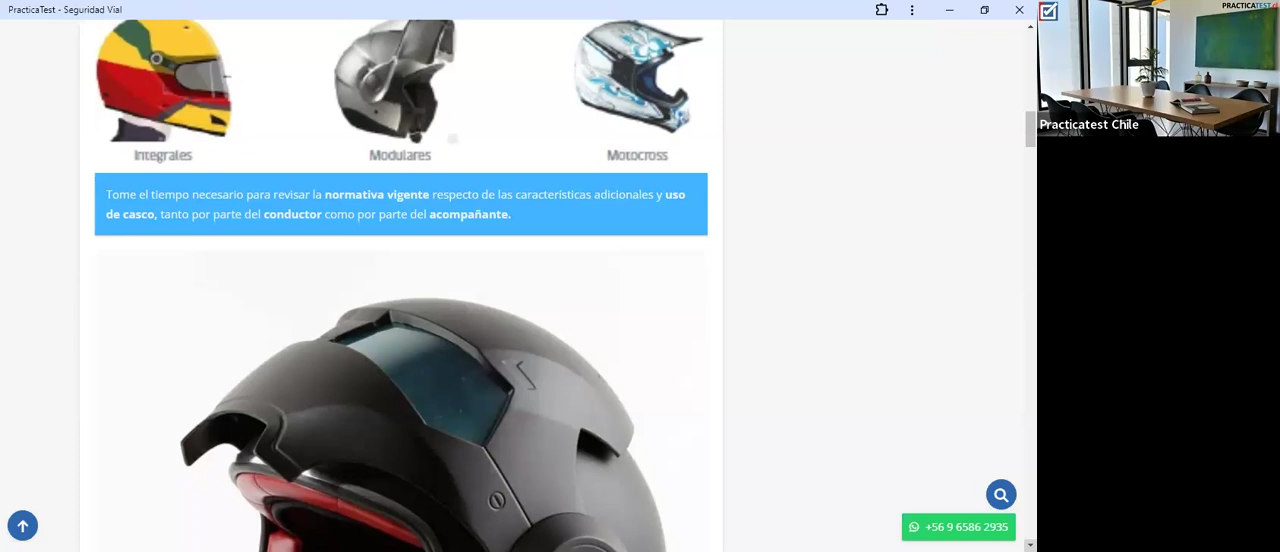 PracticaTest - Seguridad Vial
PRACTICATEST.cl
Practicatest Chile
Integrales
Modulares
Motocross
Tome el tiempo necesario para revisar la normativa vigente respecto de las características adicionales y uso
de casco, tanto por parte del conductor como por parte del acompañante.
+56 9 6586 2935